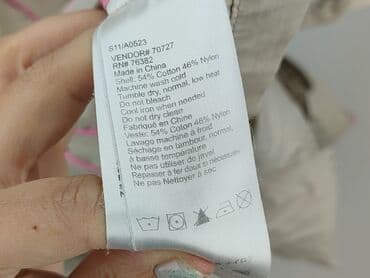 S11/A0523
VENDOR# 70727
RN# 76382
Made in China
Shell: 54% Cotton 46% Nylon
Machine wash cold
Tumble dry, normal, low heat
Do not bleach
Cool iron when needed
Do not dry clean
Fabriqué en Chine
Veste: 54% Coton 46% Nylon
Lavage machine à froid
Séchage en tambour, normal,
à basse température
Ne pas utiliser de javel
Repasser à fer doux si nécessaire
Ne pas Nettoyer à sec